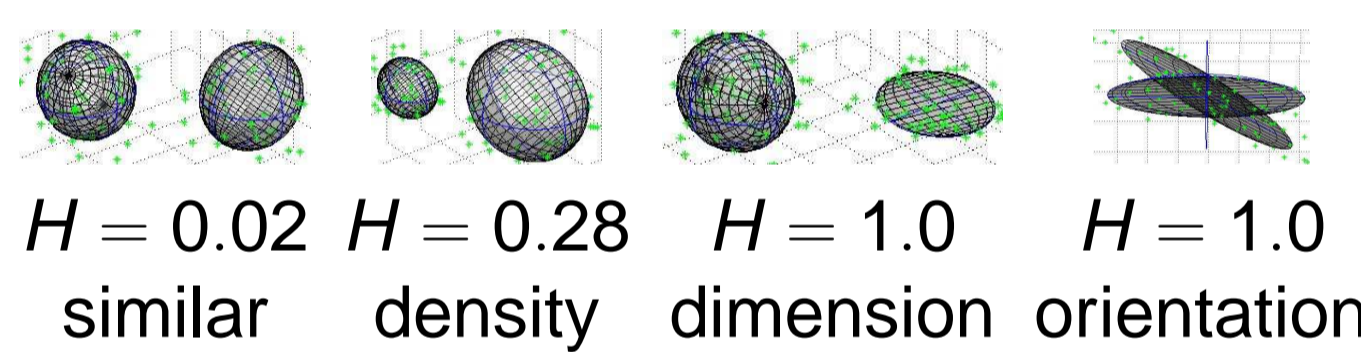 H = 0.02 H = 0.28 H = 1.0 H = 1.0
similar density dimension orientation